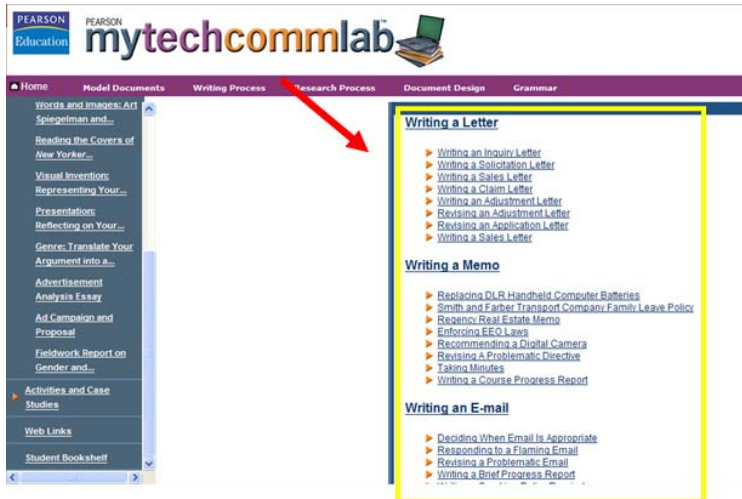 PEARSON
Education
PEARSON
mytechcommlab
Home Model Documents Writing Process Research Process Document Design Grammar
Words and Images: Art
Spiegelman and...
Reading the Covers of
New Yorker...
Visual Invention:
Representing Your...
Presentation:
Reflecting on Your...
Genre: Translate Your
Argument into a...
Advertisement
Analysis Essay
Ad Campaign and
Proposal
Fieldwork Report on
Gender and...
Activities and Case
Studies
Web Links
Student Bookshelf
Writing a Letter
Writing an Inquiry Letter
Writing a Solicitation Letter
Writing a Sales Letter
Writing a Claim Letter
Writing an Adjustment Letter
Revising an Adjustment Letter
Revising an Application Letter
Writing a Sales Letter
Writing a Memo
Replacing DLR Handheld Computer Batteries
Smith and Farber Transport Company Family Leave Policy
Regency Real Estate Memo
Enforcing EEO Laws
Recommending a Digital Camera
Revising A Problematic Directive
Taking Minutes
Writing a Course Progress Report
Writing an E-mail
Deciding When Email Is Appropriate
Responding to a Flaming Email
Revising a Problematic Email
Writing a Brief Progress Report